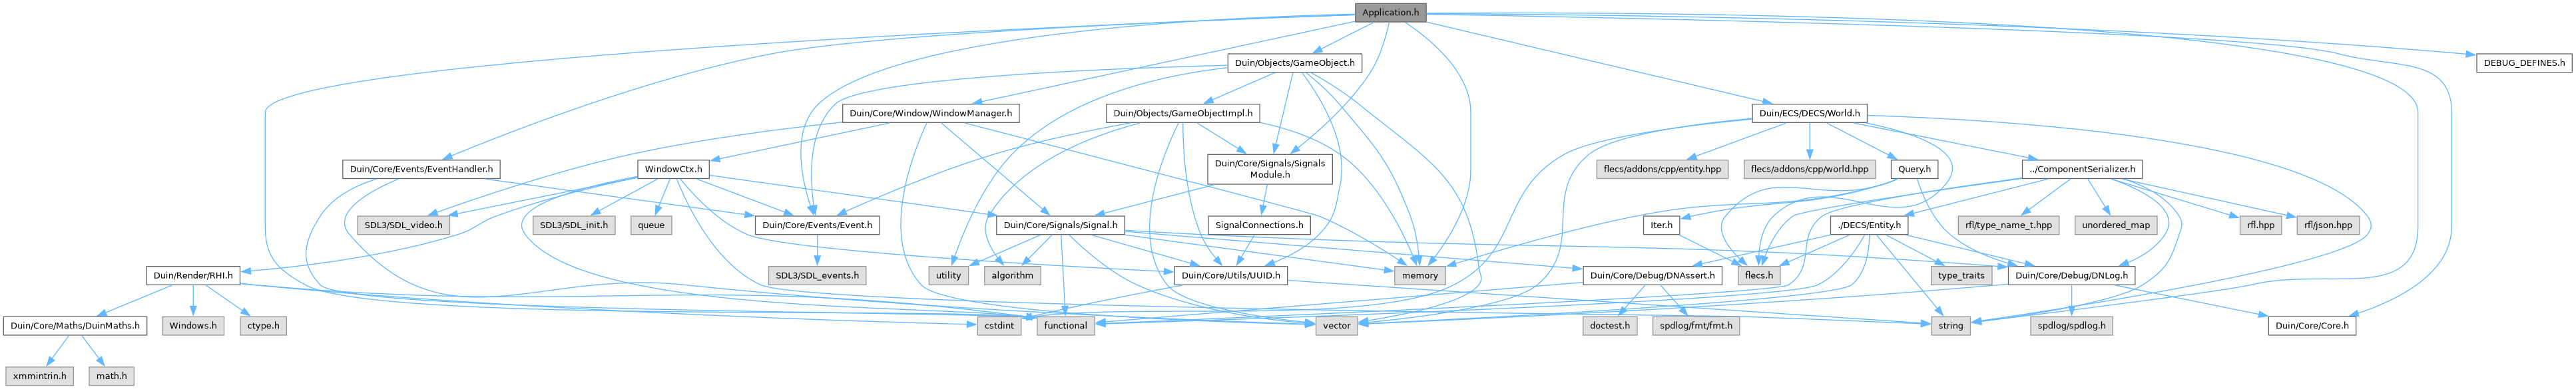 Application.h
Duin/Objects/GameObject.h
DEBUG_DEFINES.h
Duin/Core/Window/WindowManager.h
Duin/Objects/GameObjectImpl.h
Duin/ECS/DECS/World.h
Duin/Core/Events/EventHandler.h
WindowCtx.h
Duin/Core/Signals/Signals
Module.h
flecs/addons/cpp/entity.hpp
flecs/addons/cpp/world.hpp
Query.h
../ComponentSerializer.h
SDL3/SDL_video.h
SDL3/SDL_init.h
queue
Duin/Core/Events/Event.h
Duin/Core/Signals/Signal.h
SignalConnections.h
Iter.h
./DECS/Entity.h
rfl/type_name_t.hpp
unordered_map
rfl.hpp
rfl/json.hpp
Duin/Render/RHI.h
SDL3/SDL_events.h
utility
algorithm
Duin/Core/Utils/UUID.h
memory
Duin/Core/Debug/DNAssert.h
flecs.h
type_traits
Duin/Core/Debug/DNLog.h
Duin/Core/Maths/DuinMaths.h
Windows.h
ctype.h
cstdint
functional
vector
doctest.h
spdlog/fmt/fmt.h
string
spdlog/spdlog.h
Duin/Core/Core.h
xmmintrin.h
math.h